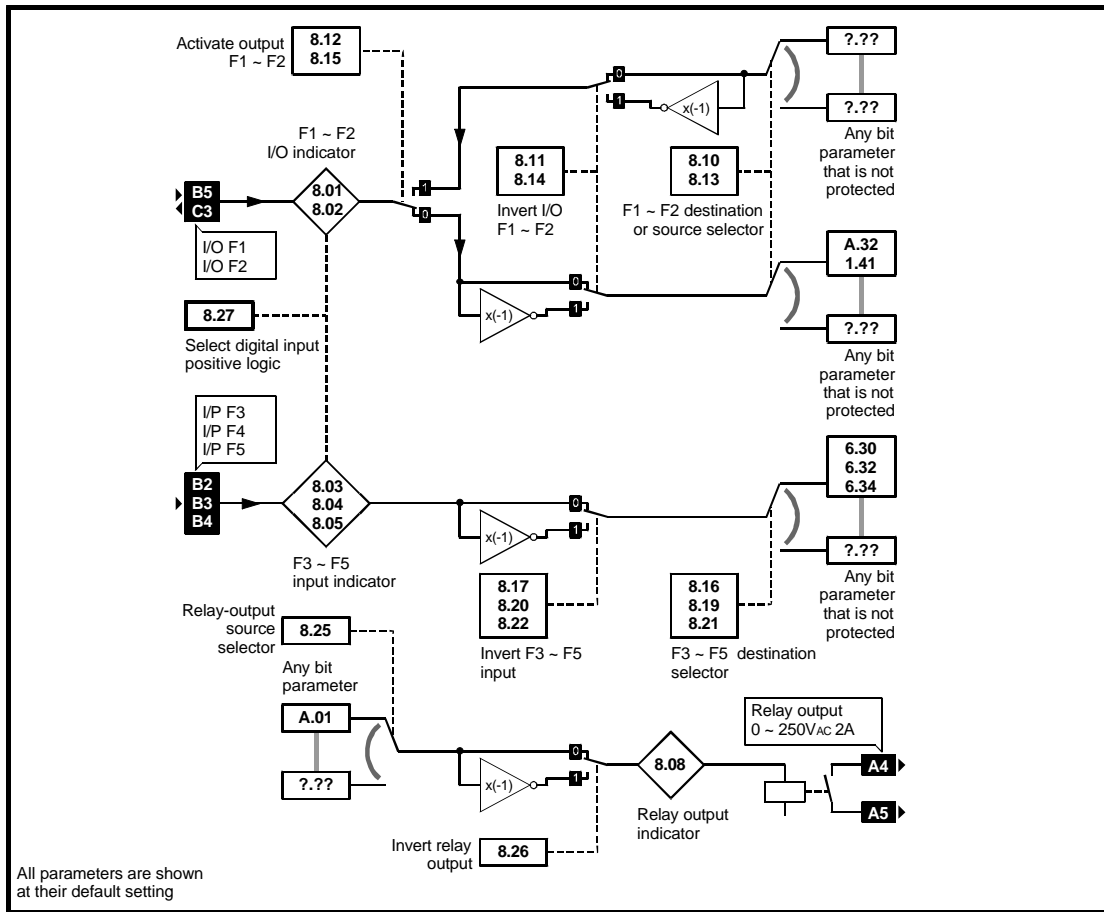 Activate output
F1 ~ F2
8.12
8.15
?.??
?.??
Any bit
parameter
that is not
protected
0
1
x(-1)
F1 ~ F2
I/O indicator
8.01
8.02
B5
C3
I/O F1
I/O F2
1
0
8.11
8.14
Invert I/O
F1 ~ F2
8.10
8.13
F1 ~ F2 destination
or source selector
A.32
1.41
?.??
Any bit
parameter
that is not
protected
0
1
x(-1)
8.27
Select digital input
positive logic
I/P F3
I/P F4
I/P F5
B2
B3
B4
8.03
8.04
8.05
F3 ~ F5
input indicator
0
1
x(-1)
8.17
8.20
8.22
Invert F3 ~ F5
input
8.16
8.19
8.21
F3 ~ F5 destination
selector
6.30
6.32
6.34
?.??
Any bit
parameter
that is not
protected
Relay-output
source
selector
8.25
Any bit
parameter
A.01
?.??
0
1
x(-1)
Invert relay
output
8.26
8.08
Relay output
indicator
Relay output
0 ~ 250VAC 2A
A4
A5
All parameters are shown
at their default setting